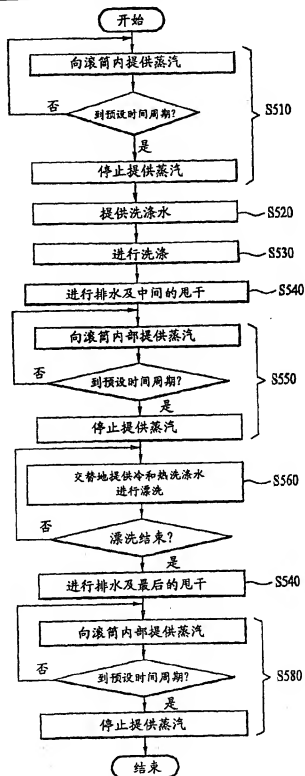 开始
向滚筒内提供蒸汽
否
到预设时间周期?
S510
是
停止提供蒸汽
提供洗涤水
S520
进行洗涤
S530
进行排水及中间的甩干
S540
向滚筒内部提供蒸汽
否
到预设时间周期?
S550
是
停止提供蒸汽
交替地提供冷和热洗涤水
进行漂洗
S560
否
漂洗结束?
是
进行排水及最后的甩干
S540
向滚筒内部提供蒸汽
否
到预设时间周期?
S580
是
停止提供蒸汽
结束